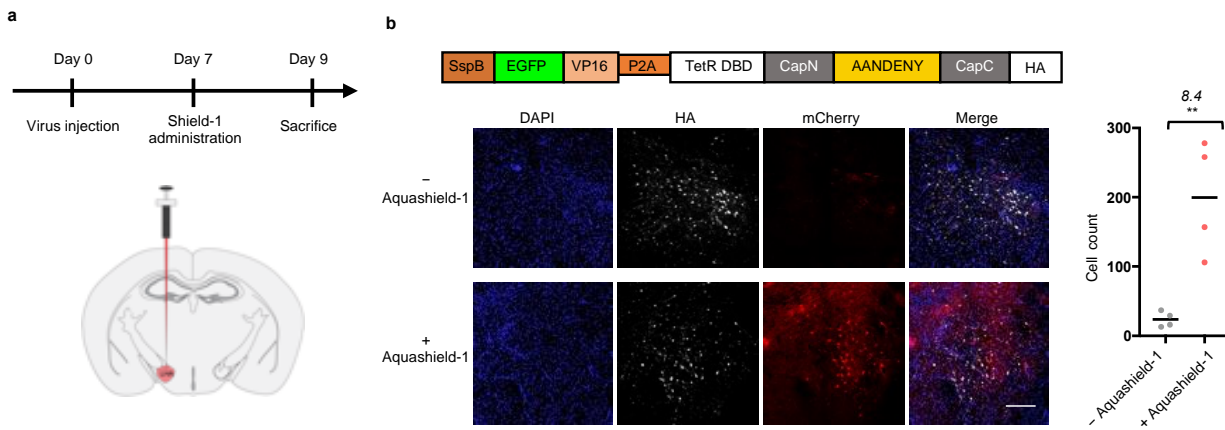 a
Day 0 Day 7 Day 9
Virus injection Shield-1 administration Sacrifice
b
SspB EGFP VP16 P2A TetR DBD CapN AANDENY CapC HA
DAPI HA mCherry Merge
– Aquashield-1
+ Aquashield-1
8.4
**
Cell count
300
200
100
0
– Aquashield-1
+ Aquashield-1